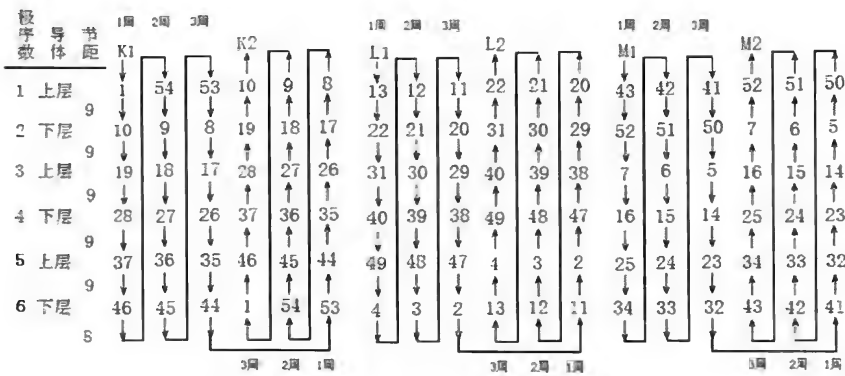 极序数 导体 节距
1周 2周 3周 1周 2周 3周 1周 2周 3周
K1 K2 L1 L2 M1 M2
1 上层 1 54 53 10 9 8 13 12 11 22 21 20 43 42 41 52 51 50
9
2 下层 10 9 8 19 18 17 22 21 20 31 30 29 52 51 50 7 6 5
9
3 上层 19 18 17 28 27 26 31 30 29 40 39 38 7 6 5 16 15 14
9
4 下层 28 27 26 37 36 35 40 39 38 49 48 47 16 15 14 25 24 23
9
5 上层 37 36 35 46 45 44 49 48 47 4 3 2 25 24 23 34 33 32
9
6 下层 46 45 44 1 54 53 4 3 2 13 12 11 34 33 32 43 42 41
5
3周 2周 1周 3周 2周 1周 3周 2周 1周